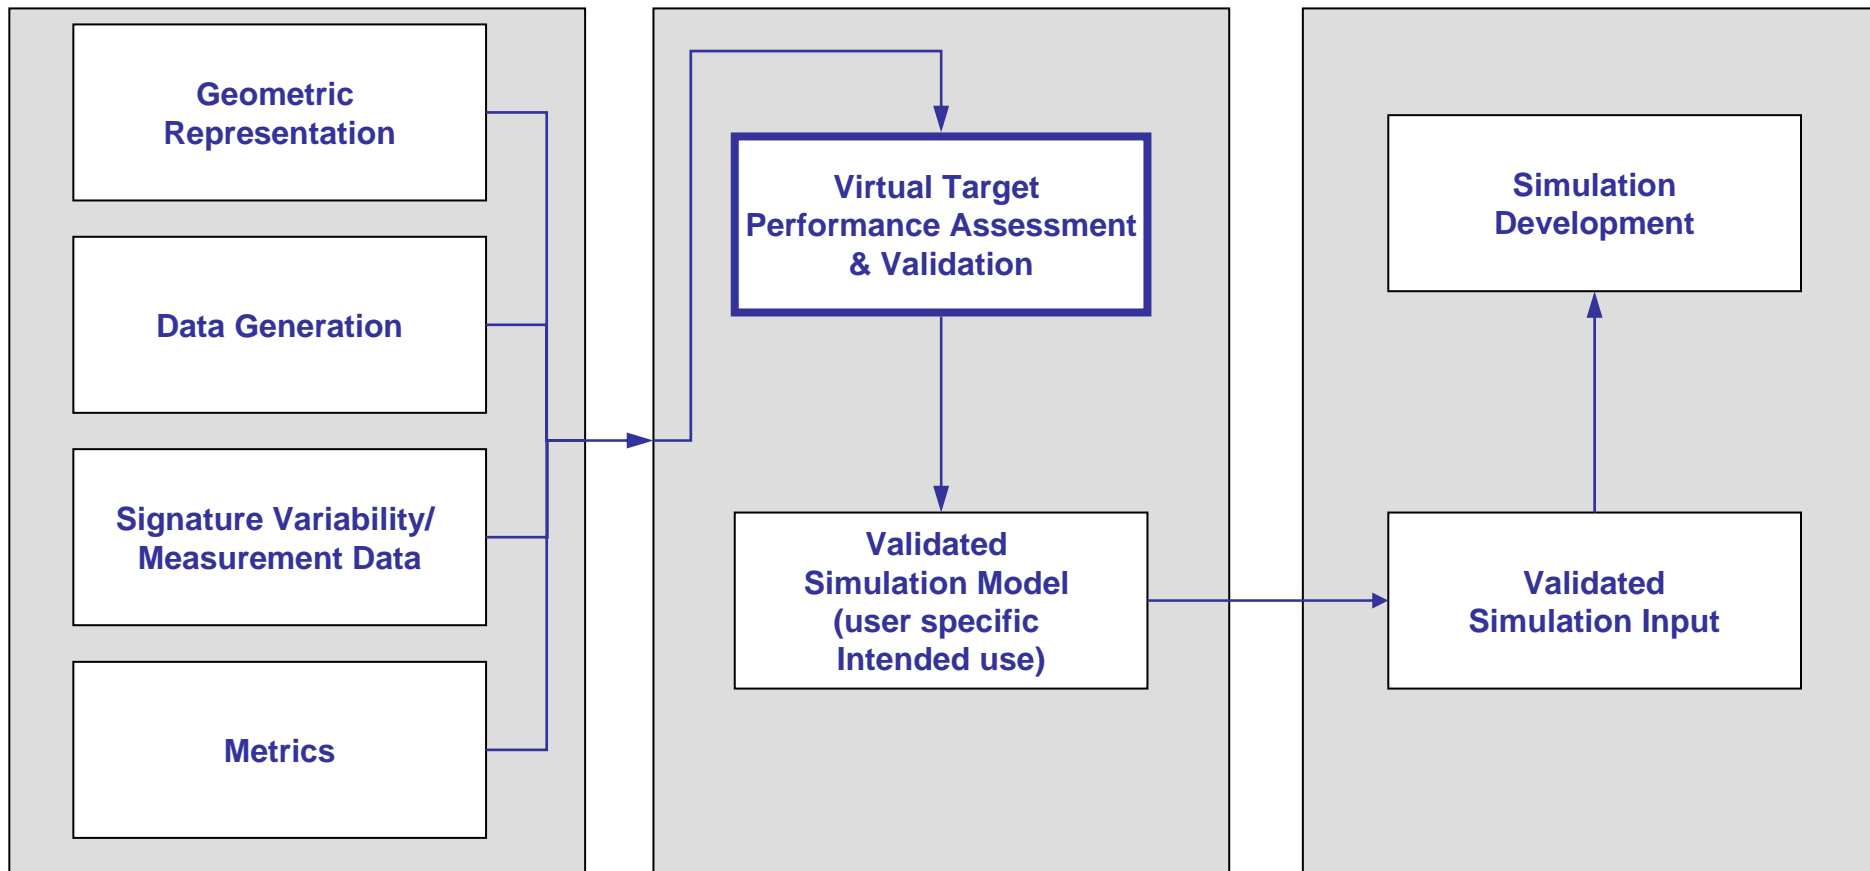 Geometric
Representation
Data Generation
Signature Variability/
Measurement Data
Metrics
Virtual Target
Performance Assessment
& Validation
Validated
Simulation Model
(user specific
Intended use)
Simulation
Development
Validated
Simulation Input